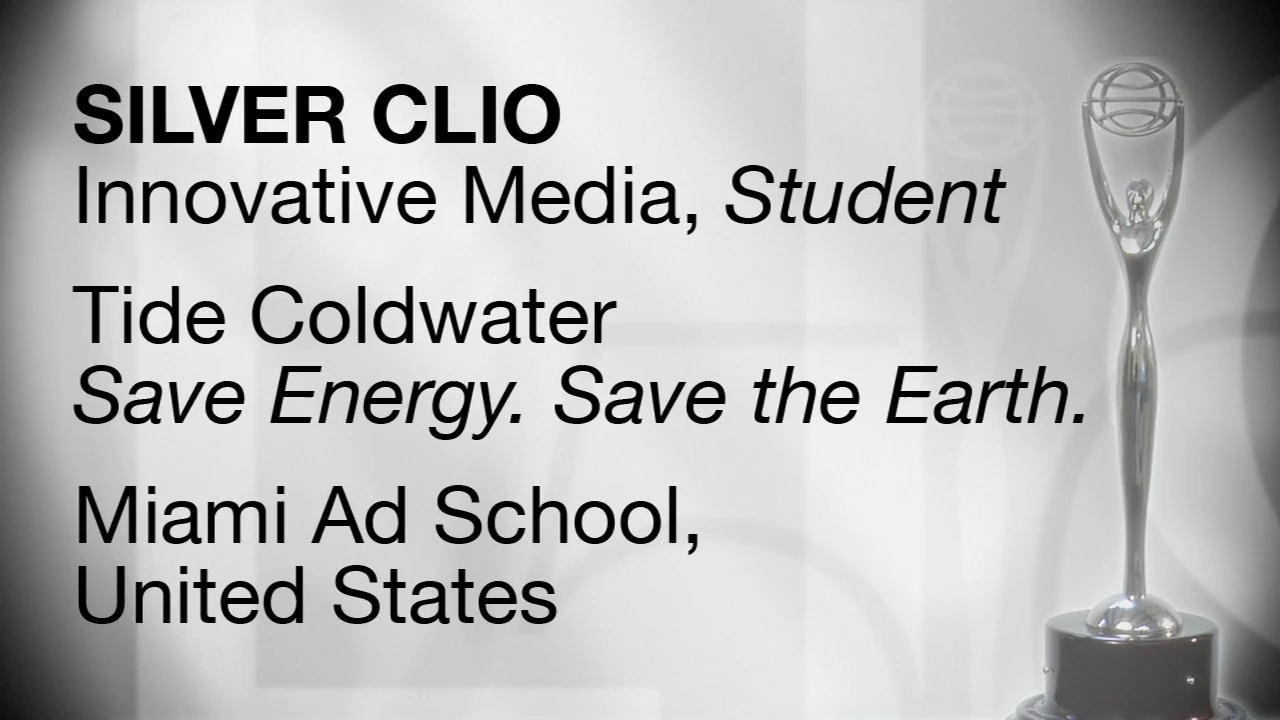 SILVER CLIO
Innovative Media, Student
Tide Coldwater
Save Energy. Save the Earth.
Miami Ad School,
United States